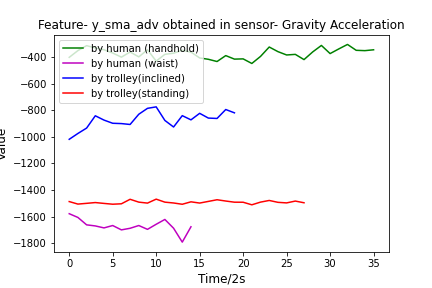 Feature- y_sma_adv obtained in sensor- Gravity Acceleration
by human (handhold)
by human (waist)
by trolley(inclined)
by trolley(standing)
Value
−400
−600
−800
−1000
−1200
−1400
−1600
−1800
0 5 10 15 20 25 30 35
Time/2s